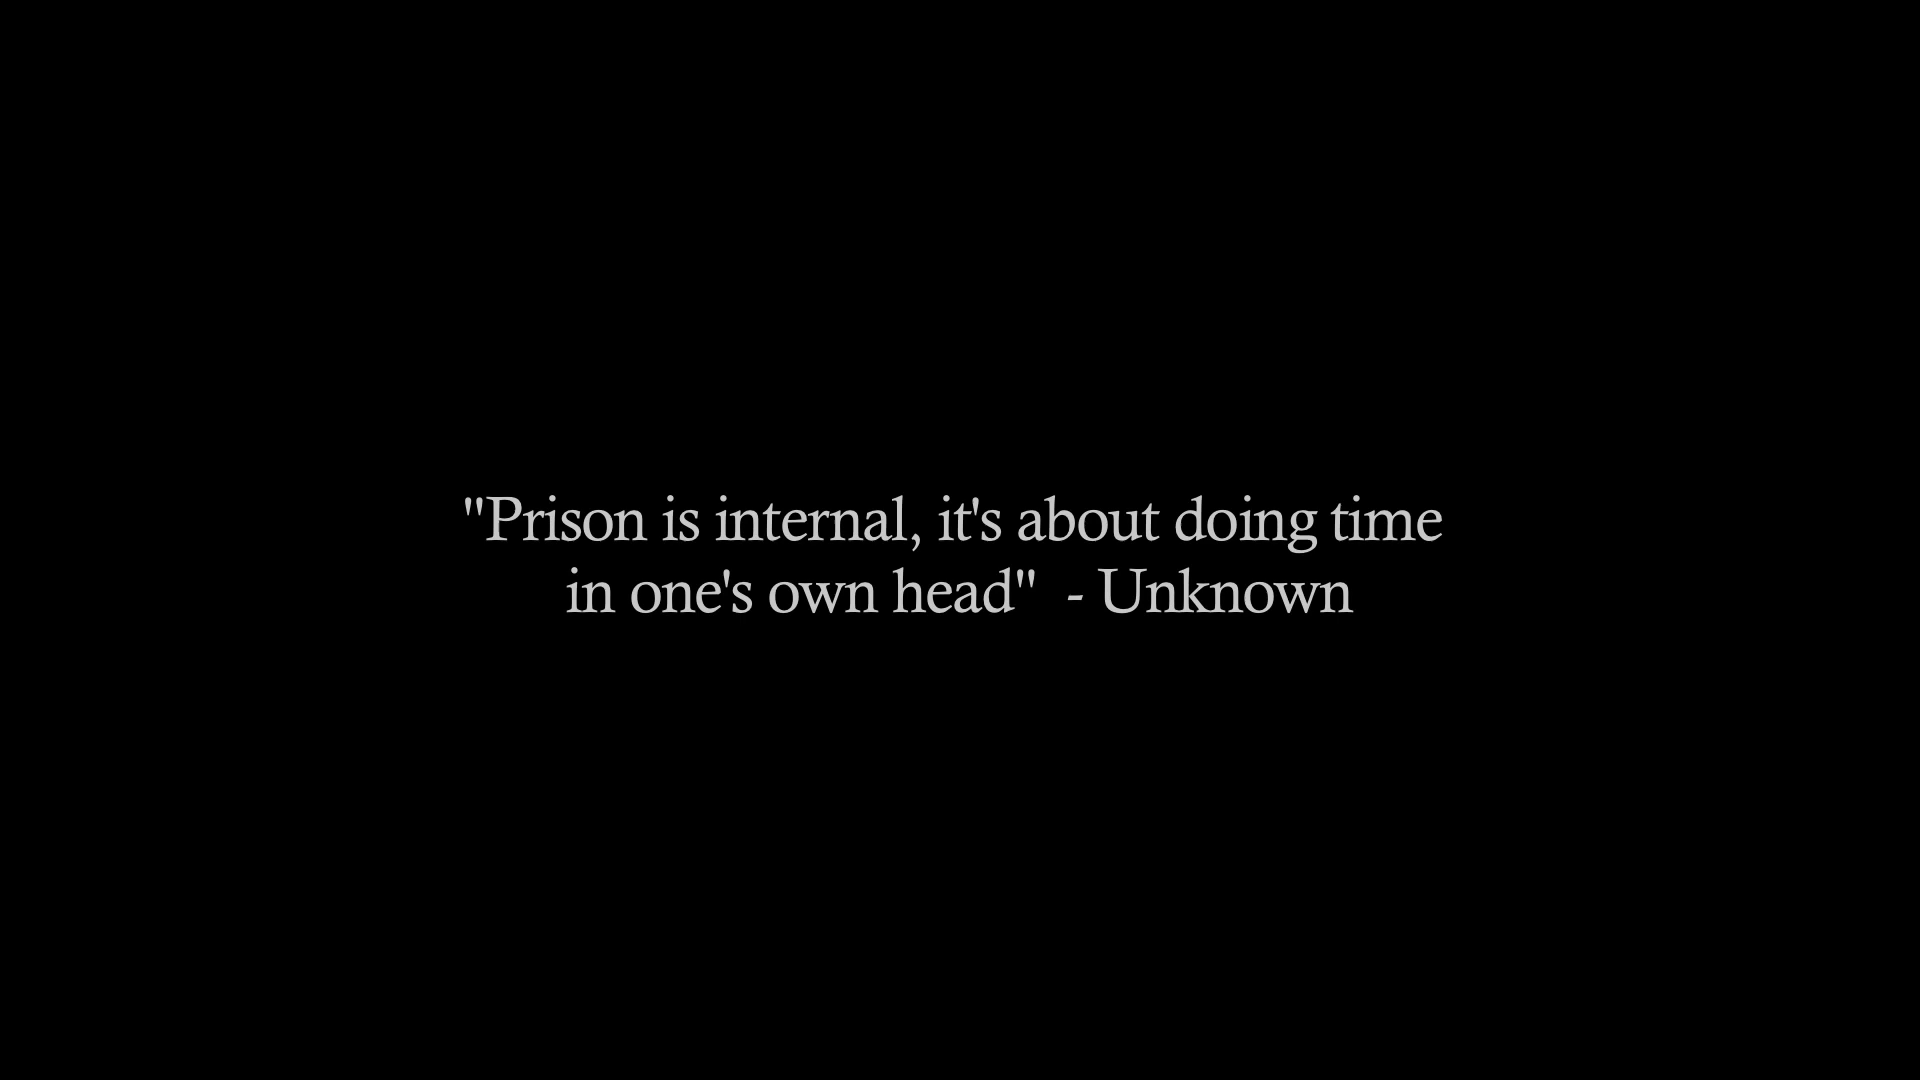 "Prison is internal, it's about doing time
in one's own head"  - Unknown